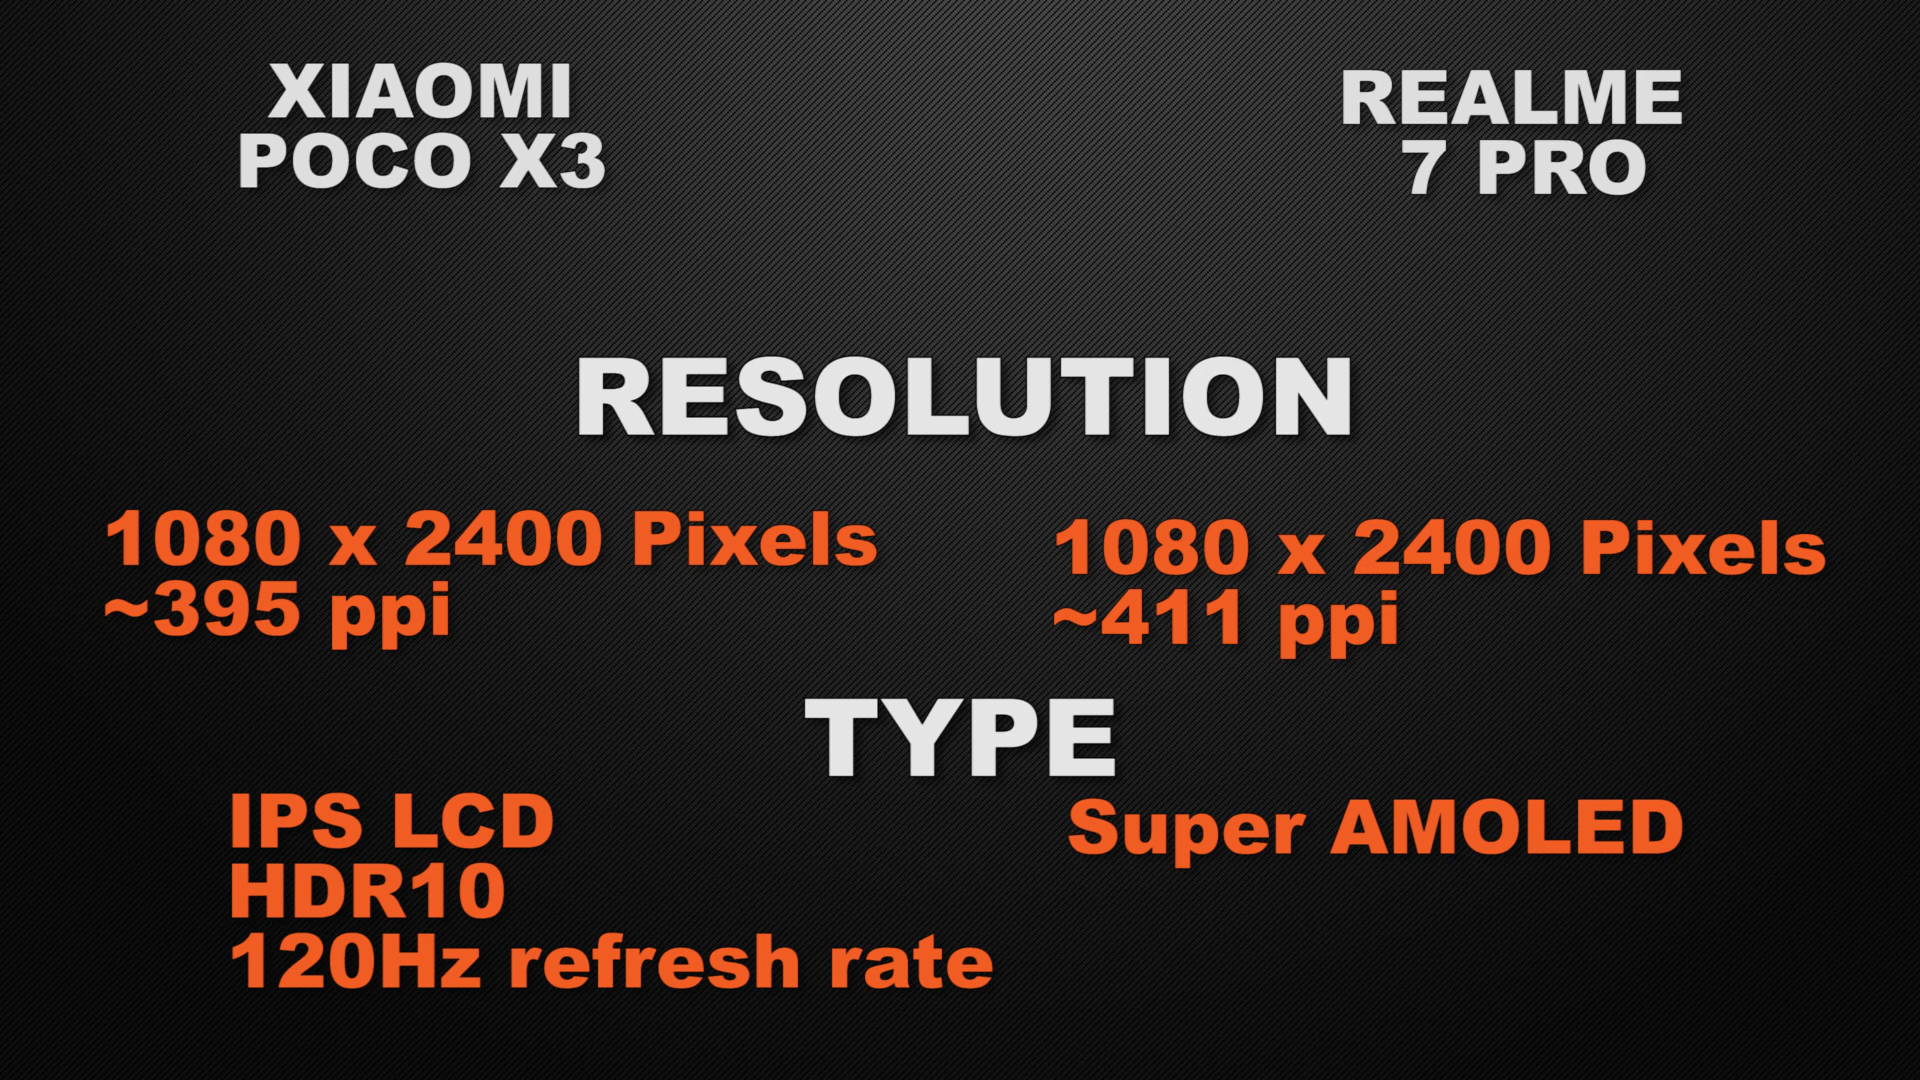 XIAOMI
POCO X3
REALME
7 PRO
RESOLUTION
1080 x 2400 Pixels
~395 ppi
1080 x 2400 Pixels
~411 ppi
TYPE
IPS LCD
HDR10
120Hz refresh rate
Super AMOLED